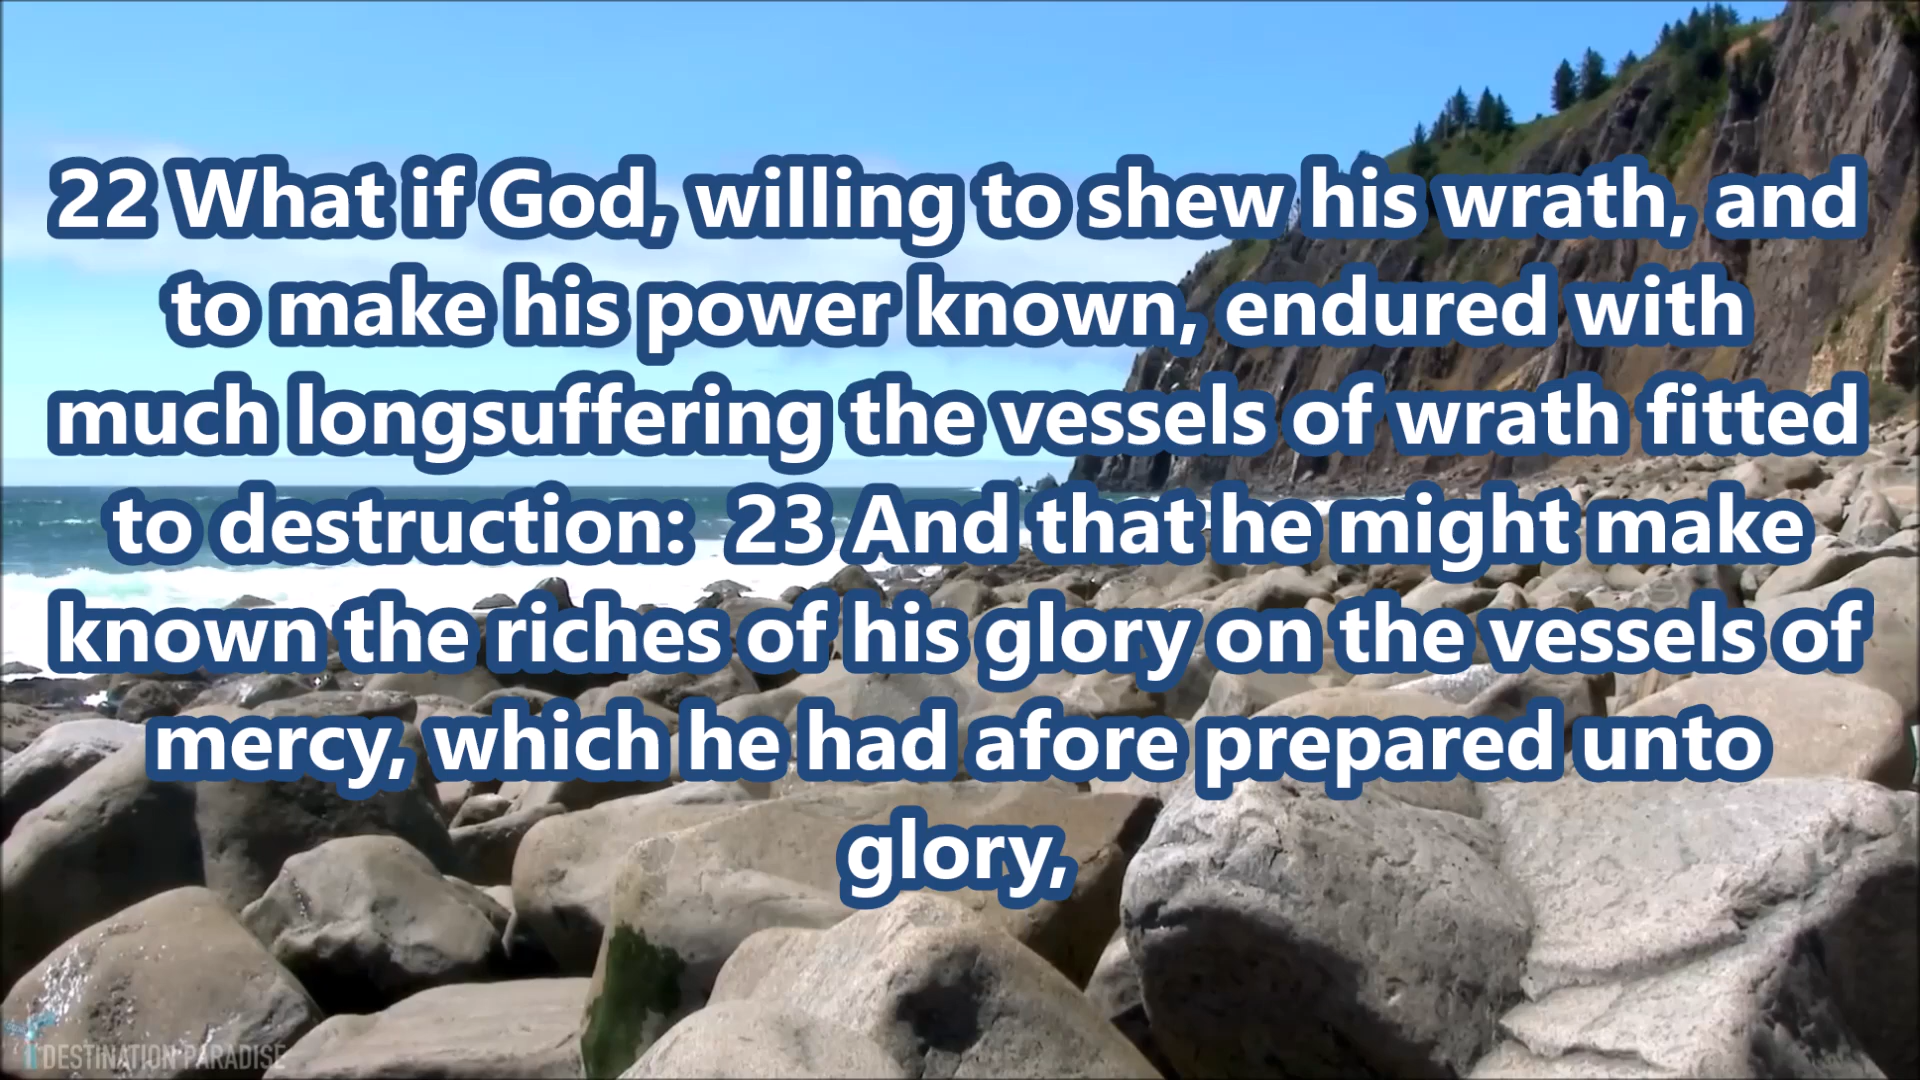 22 What if God, willing to shew his wrath, and
to make his power known, endured with
much longsuffering the vessels of wrath fitted
to destruction:  23 And that he might make
known the riches of his glory on the vessels of
mercy, which he had afore prepared unto
glory,
DESTINATION PARADISE